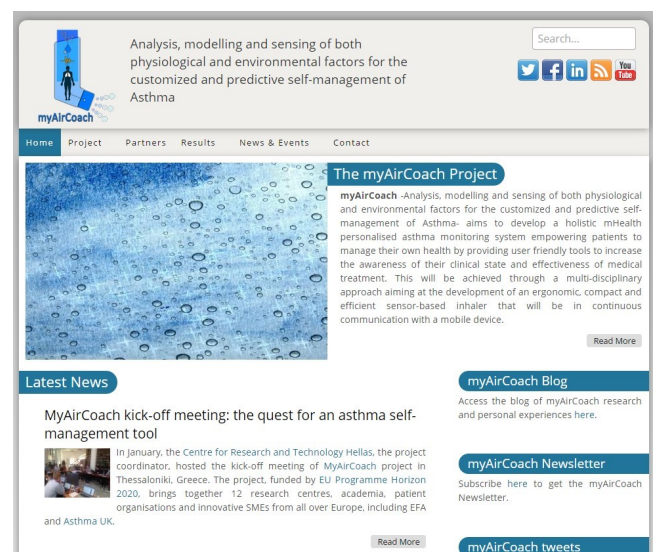 myAirCoach
Analysis, modelling and sensing of both
physiological and environmental factors for the
customized and predictive self-management of
Asthma
Search...
You
Tube
Home Project Partners Results News & Events Contact
The myAirCoach Project
myAirCoach -Analysis, modelling and sensing of both physiological
and environmental factors for the customized and predictive self-
management of Asthma- aims to develop a holistic mHealth
personalised asthma monitoring system empowering patients to
manage their own health by providing user friendly tools to increase
the awareness of their clinical state and effectiveness of medical
treatment. This will be achieved through a multi-disciplinary
approach aiming at the development of an ergonomic, compact and
efficient sensor-based inhaler that will be in continuous
communication with a mobile device.
Read More
Latest News
MyAirCoach kick-off meeting: the quest for an asthma self-
management tool
In January, the Centre for Research and Technology Hellas, the project
coordinator, hosted the kick-off meeting of MyAirCoach project in
Thessaloniki, Greece. The project, funded by EU Programme Horizon
2020, brings together 12 research centres, academia, patient
organisations and innovative SMEs from all over Europe, including EFA
and Asthma UK.
Read More
myAirCoach Blog
Access the blog of myAirCoach research
and personal experiences here.
myAirCoach Newsletter
Subscribe here to get the myAirCoach
Newsletter.
myAirCoach tweets